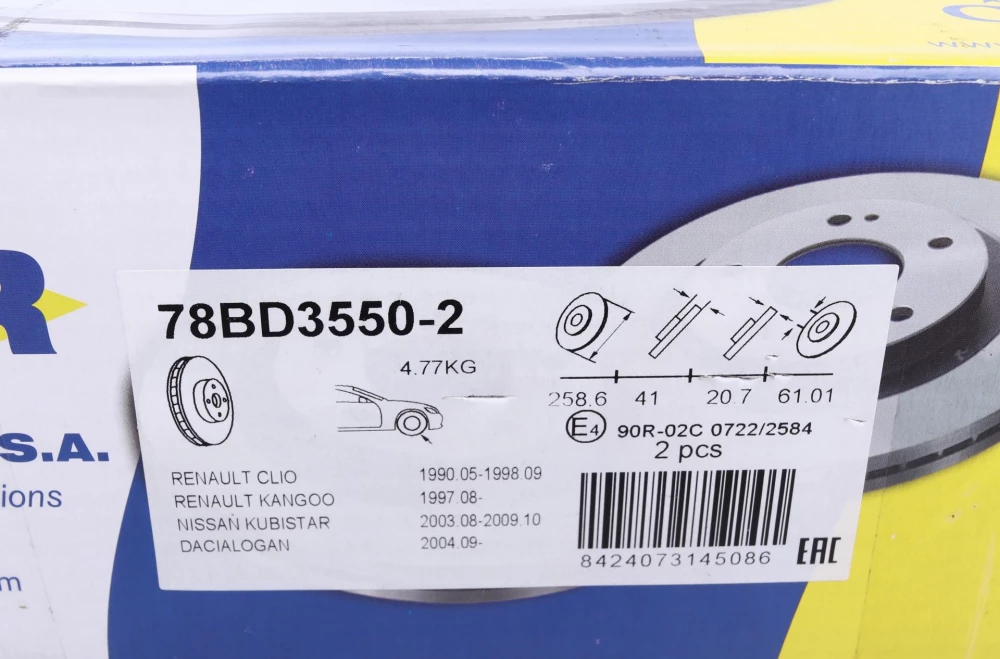 R
S.A.
ions
m
78BD3550-2
4.77KG
258.6 41 20.7 61.01
E4 90R-02C 0722/2584
2 pcs
RENAULT CLIO 1990.05-1998.09
RENAULT KANGOO 1997.08-
NISSAN KUBISTAR 2003.08-2009.10
DACIALOGAN 2004.09-
8424073145086
EAC